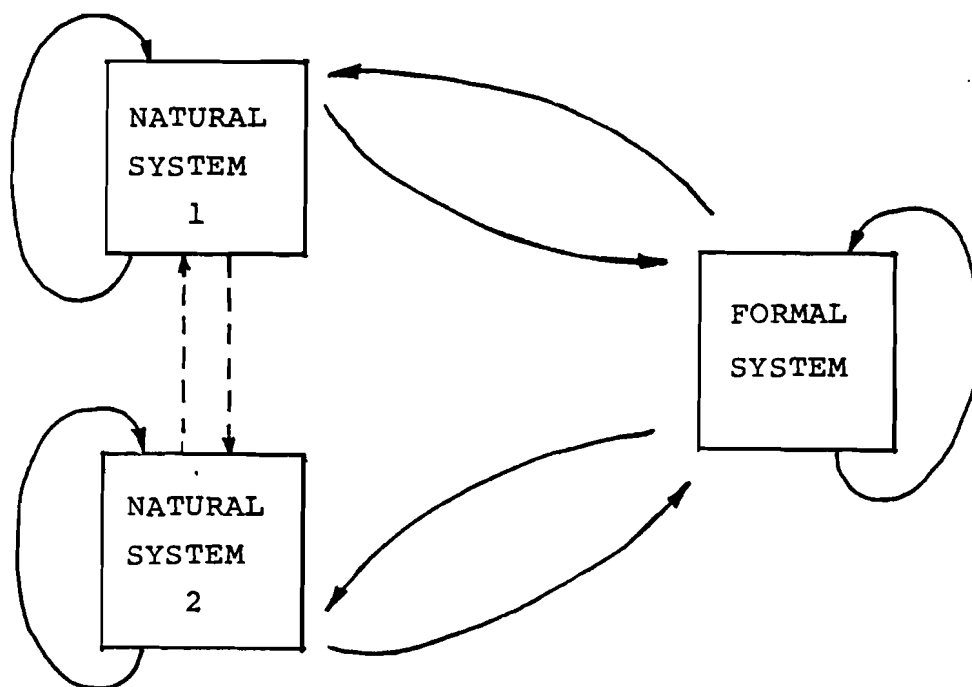 NATURAL
SYSTEM
1
FORMAL
SYSTEM
NATURAL
SYSTEM
2